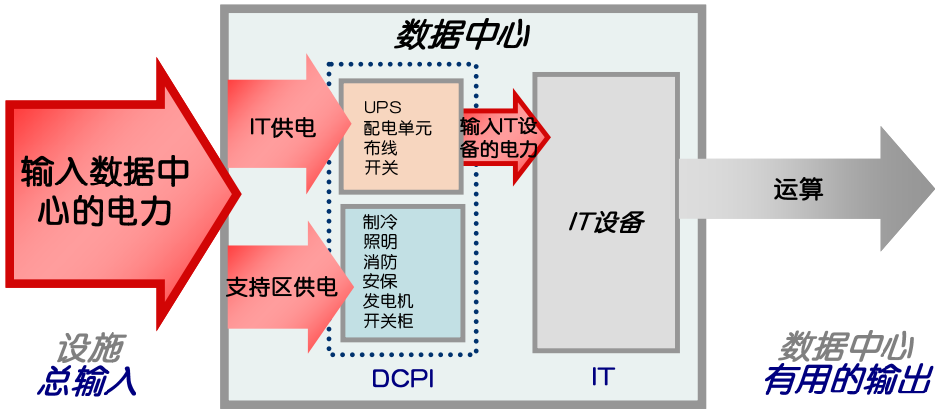 数据中心
输入数据中
心的电力
IT供电
UPS
配电单元
布线
开关
输入IT设
备的电力
支持区供电
制冷
照明
消防
安保
发电机
开关柜
IT设备
运算
设施
总输入
DCPI
IT
数据中心
有用的输出